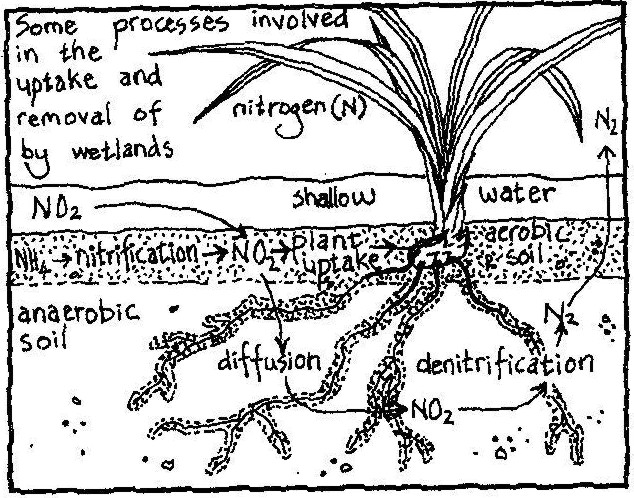 Some processes involved
in the
uptake and
removal of
nitrogen (N)
by wetlands
N2
NO2
shallow water
NH4 → nitrification → NO2 → plant uptake →
aerobic soil
anaerobic
soil
N2
diffusion
denitrification
NO2